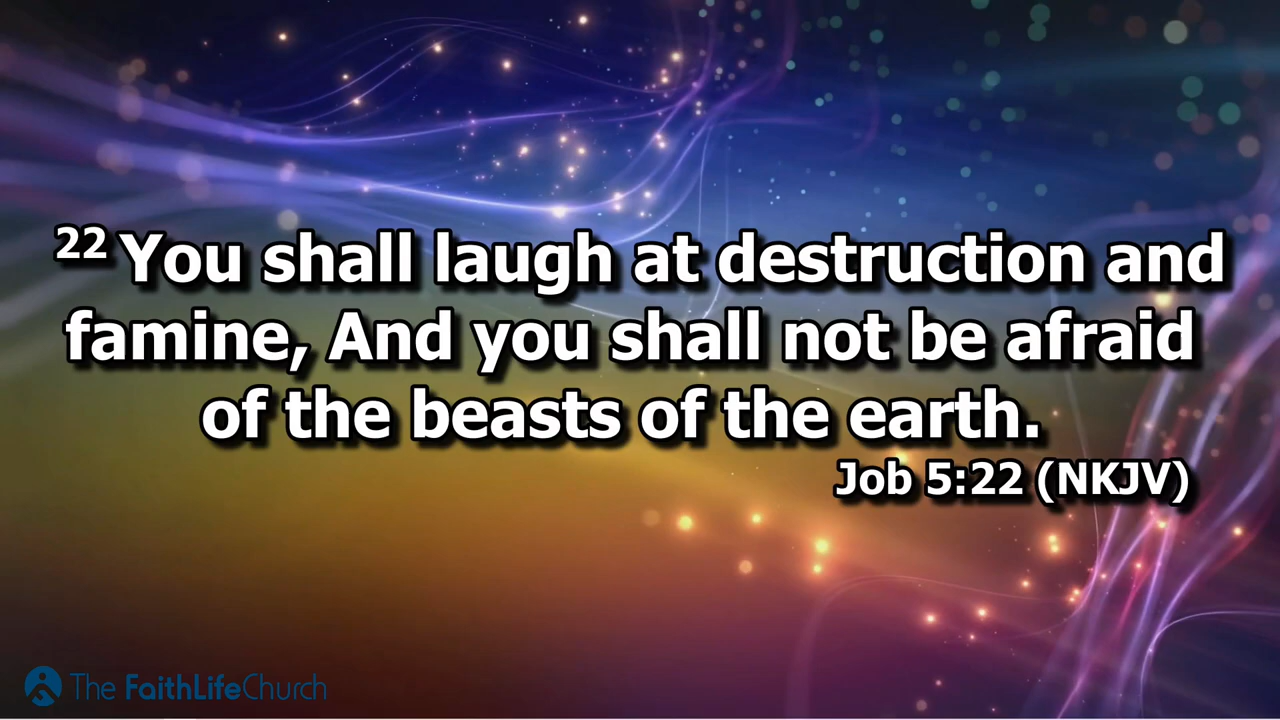 22 You shall laugh at destruction and
famine, And you shall not be afraid
of the beasts of the earth.
Job 5:22 (NKJV)
The FaithLifeChurch